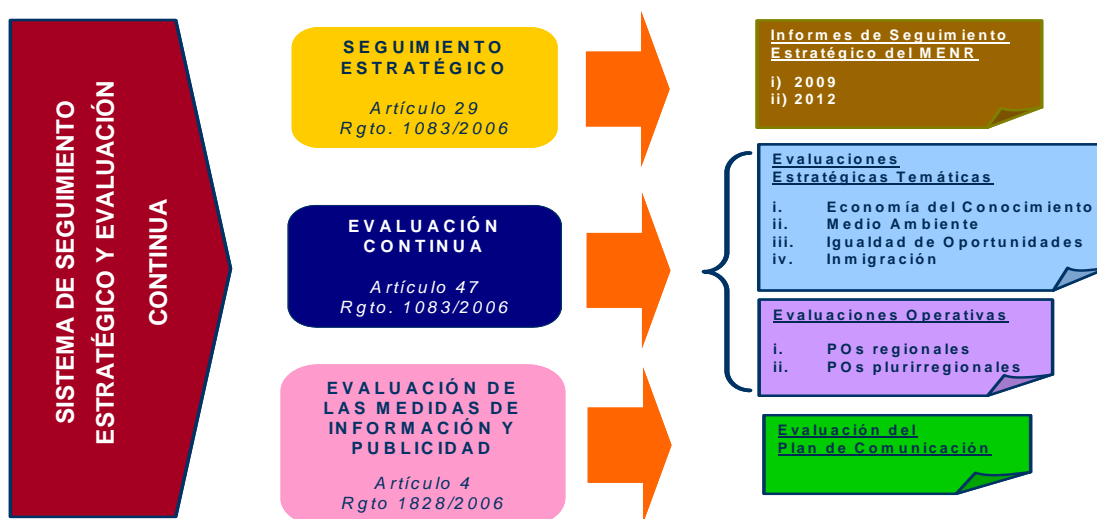 SISTEMA DE SEGUIMIENTO
ESTRATÉGICO Y EVALUACIÓN
CONTINUA
SEGUIMIENTO
ESTRATÉGICO
Artículo 29
Rgto. 1083/2006
Informes de Seguimiento
Estratégico del MENR
i) 2009
ii) 2012
EVALUACIÓN
CONTINUA
Artículo 47
Rgto. 1083/2006
Evaluaciones
Estratégicas Temáticas
i. Economía del Conocimiento
ii. Medio Ambiente
iii. Igualdad de Oportunidades
iv. Inmigración
Evaluaciones Operativas
i. POs regionales
ii. POs plurirregionales
EVALUACIÓN DE
LAS MEDIDAS DE
INFORMACIÓN Y
PUBLICIDAD
Artículo 4
Rgto 1828/2006
Evaluación del
Plan de Comunicación